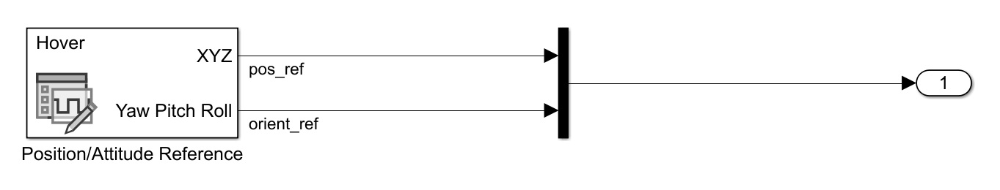 Hover
XYZ
pos_ref
Yaw Pitch Roll
orient_ref
Position/Attitude Reference
1